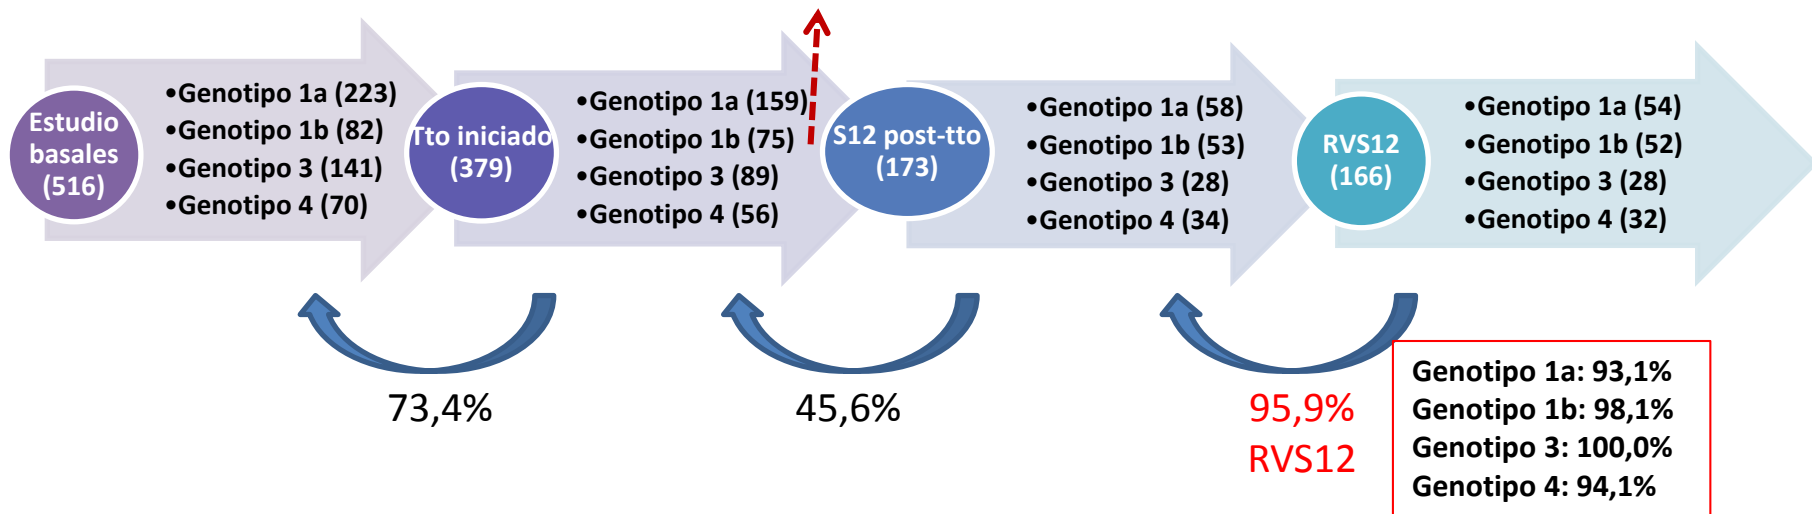 Estudio
basales
(516)
•Genotipo 1a (223)
•Genotipo 1b (82)
•Genotipo 3 (141)
•Genotipo 4 (70)
Tto iniciado
(379)
•Genotipo 1a (159)
•Genotipo 1b (75)
•Genotipo 3 (89)
•Genotipo 4 (56)
S12 post-tto
(173)
•Genotipo 1a (58)
•Genotipo 1b (53)
•Genotipo 3 (28)
•Genotipo 4 (34)
RVS12
(166)
•Genotipo 1a (54)
•Genotipo 1b (52)
•Genotipo 3 (28)
•Genotipo 4 (32)
73,4%
45,6%
95,9%
RVS12
Genotipo 1a: 93,1%
Genotipo 1b: 98,1%
Genotipo 3: 100,0%
Genotipo 4: 94,1%